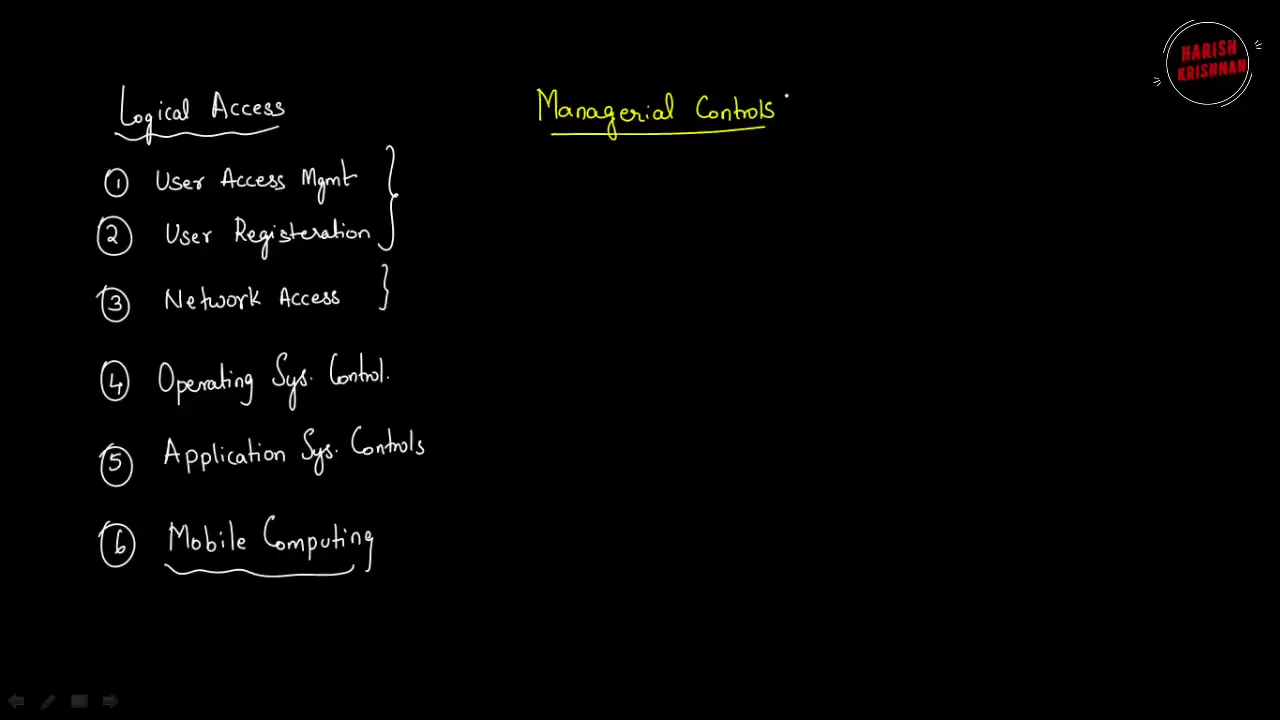 HARISH
KRISHNAN
Logical Access
Managerial Controls
1 User Access Mgmt
2 User Registeration
3 Network Access
4 Operating Sys. Control.
5 Application Sys. Controls
6 Mobile Computing